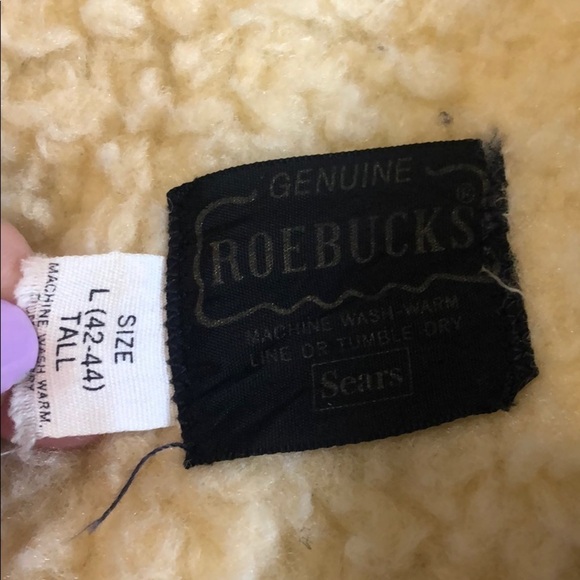 GENUINE
ROEBUCKS®
MACHINE WASH WARM
LINE OR TUMBLE DRY
Sears
SIZE
L (42-44)
TALL
MACHINE WASH WARM,